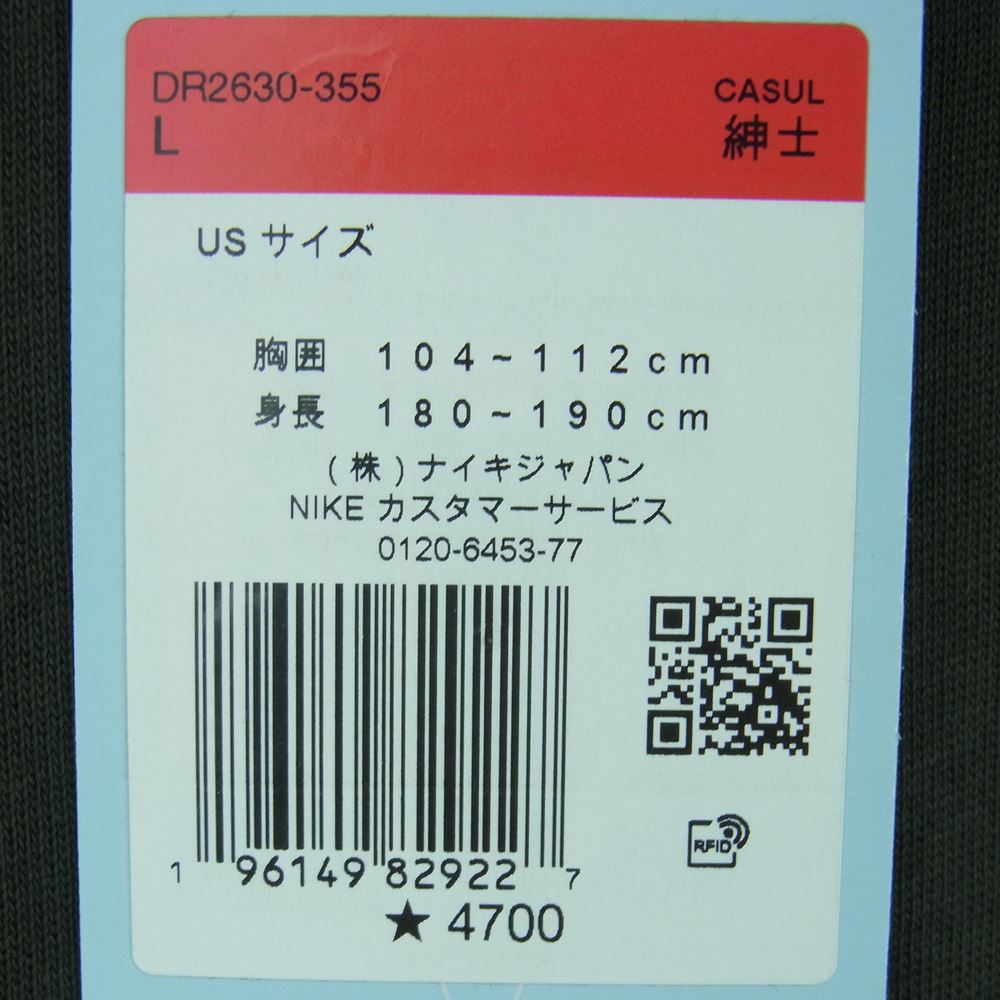 DR2630-355
CASUL
L
紳士
US サイズ
胸囲 104~112cm
身長 180~190cm
(株)ナイキジャパン
NIKE カスタマーサービス
0120-6453-77
RFID
1 96149 82922 7
★ 4700